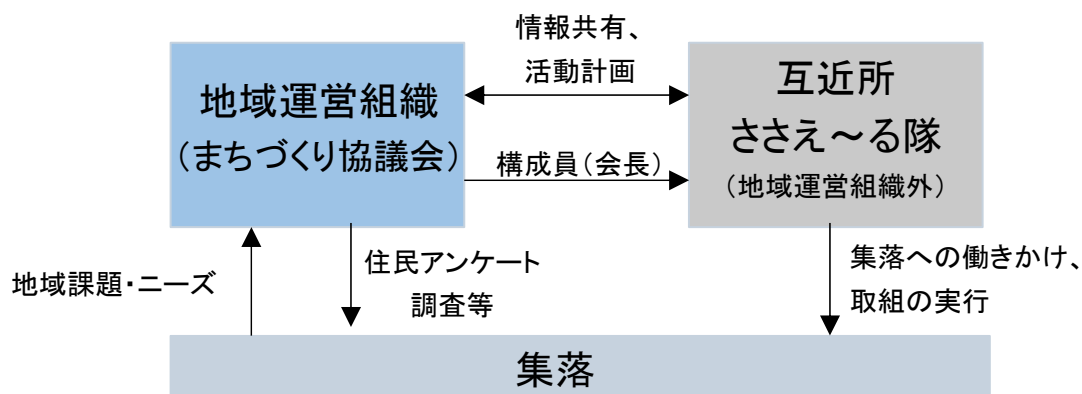 情報共有、
活動計画
地域運営組織
（まちづくり協議会）
互近所
ささえ～る隊
（地域運営組織外）
構成員（会長）
地域課題・ニーズ
住民アンケート
調査等
集落への働きかけ、
取組の実行
集落